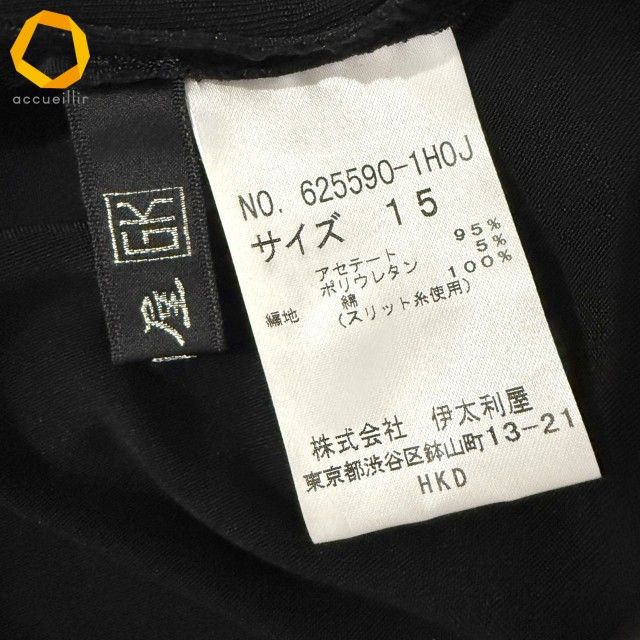 accueillir
GK
屋
NO. 625590-1H0J
サイズ 15
アセテート 95%
ポリウレタン 5%
編地 綿 100%
(スリット糸使用)
株式会社 伊太利屋
東京都渋谷区鉢山町13-21
HKD